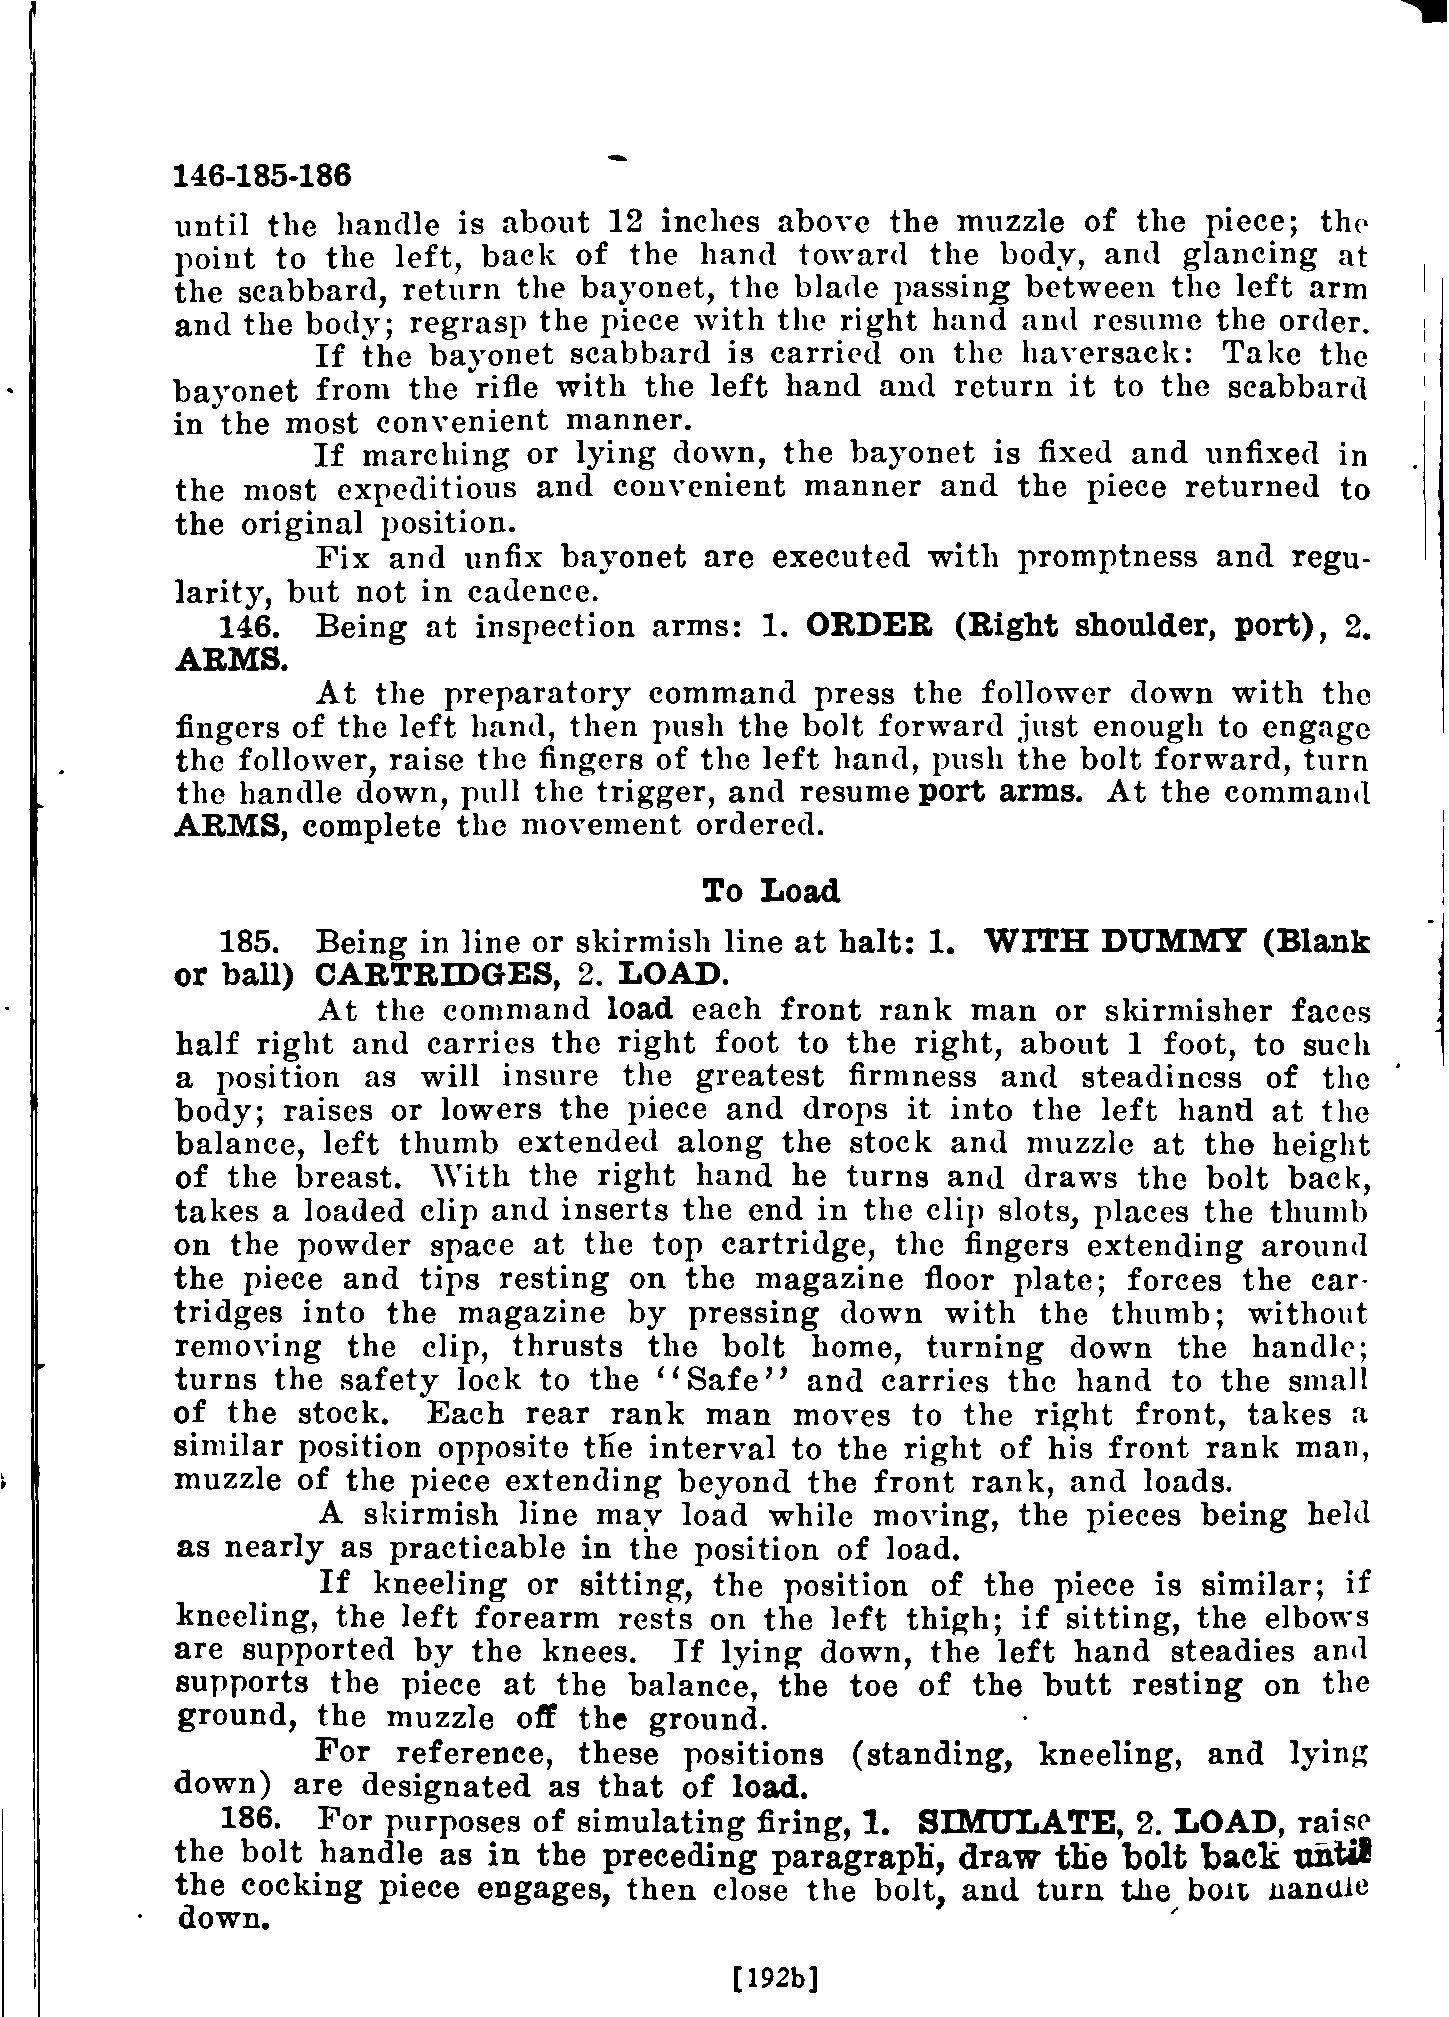 146-185-186
until the handle is about 12 inches above the muzzle of the piece; the
point to the left, back of the hand toward the body, and glancing at
the scabbard, return the bayonet, the blade passing between the left arm
and the body; regrasp the piece with the right hand and resume the order.
If the bayonet scabbard is carried on the haversack: Take the
bayonet from the rifle with the left hand and return it to the scabbard
in the most convenient manner.
If marching or lying down, the bayonet is fixed and unfixed in
the most expeditious and convenient manner and the piece returned to
the original position.
Fix and unfix bayonet are executed with promptness and regu-
larity, but not in cadence.
146. Being at inspection arms: 1. ORDER (Right shoulder, port), 2.
ARMS.
At the preparatory command press the follower down with the
fingers of the left hand, then push the bolt forward just enough to engage
the follower, raise the fingers of the left hand, push the bolt forward, turn
the handle down, pull the trigger, and resume port arms. At the command
ARMS, complete the movement ordered.
To Load
185. Being in line or skirmish line at halt: 1. WITH DUMMY (Blank
or ball) CARTRIDGES, 2. LOAD.
At the command load each front rank man or skirmisher faces
half right and carries the right foot to the right, about 1 foot, to such
a position as will insure the greatest firmness and steadiness of the
body; raises or lowers the piece and drops it into the left hand at the
balance, left thumb extended along the stock and muzzle at the height
of the breast. With the right hand he turns and draws the bolt back,
takes a loaded clip and inserts the end in the clip slots, places the thumb
on the powder space at the top cartridge, the fingers extending around
the piece and tips resting on the magazine floor plate; forces the car-
tridges into the magazine by pressing down with the thumb; without
removing the clip, thrusts the bolt home, turning down the handle;
turns the safety lock to the "Safe" and carries the hand to the small
of the stock. Each rear rank man moves to the right front, takes a
similar position opposite the interval to the right of his front rank man,
muzzle of the piece extending beyond the front rank, and loads.
A skirmish line may load while moving, the pieces being held
as nearly as practicable in the position of load.
If kneeling or sitting, the position of the piece is similar; if
kneeling, the left forearm rests on the left thigh; if sitting, the elbows
are supported by the knees. If lying down, the left hand steadies and
supports the piece at the balance, the toe of the butt resting on the
ground, the muzzle off the ground.
For reference, these positions (standing, kneeling, and lying
down) are designated as that of load.
186. For purposes of simulating firing, 1. SIMULATE, 2. LOAD, raise
the bolt handle as in the preceding paragraph, draw the bolt back until
the cocking piece engages, then close the bolt, and turn the bolt handle
down.
[192b]